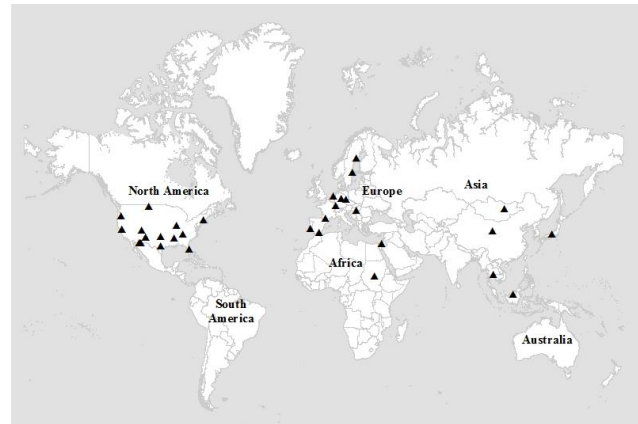 North America
Europe
Asia
Africa
South
America
Australia